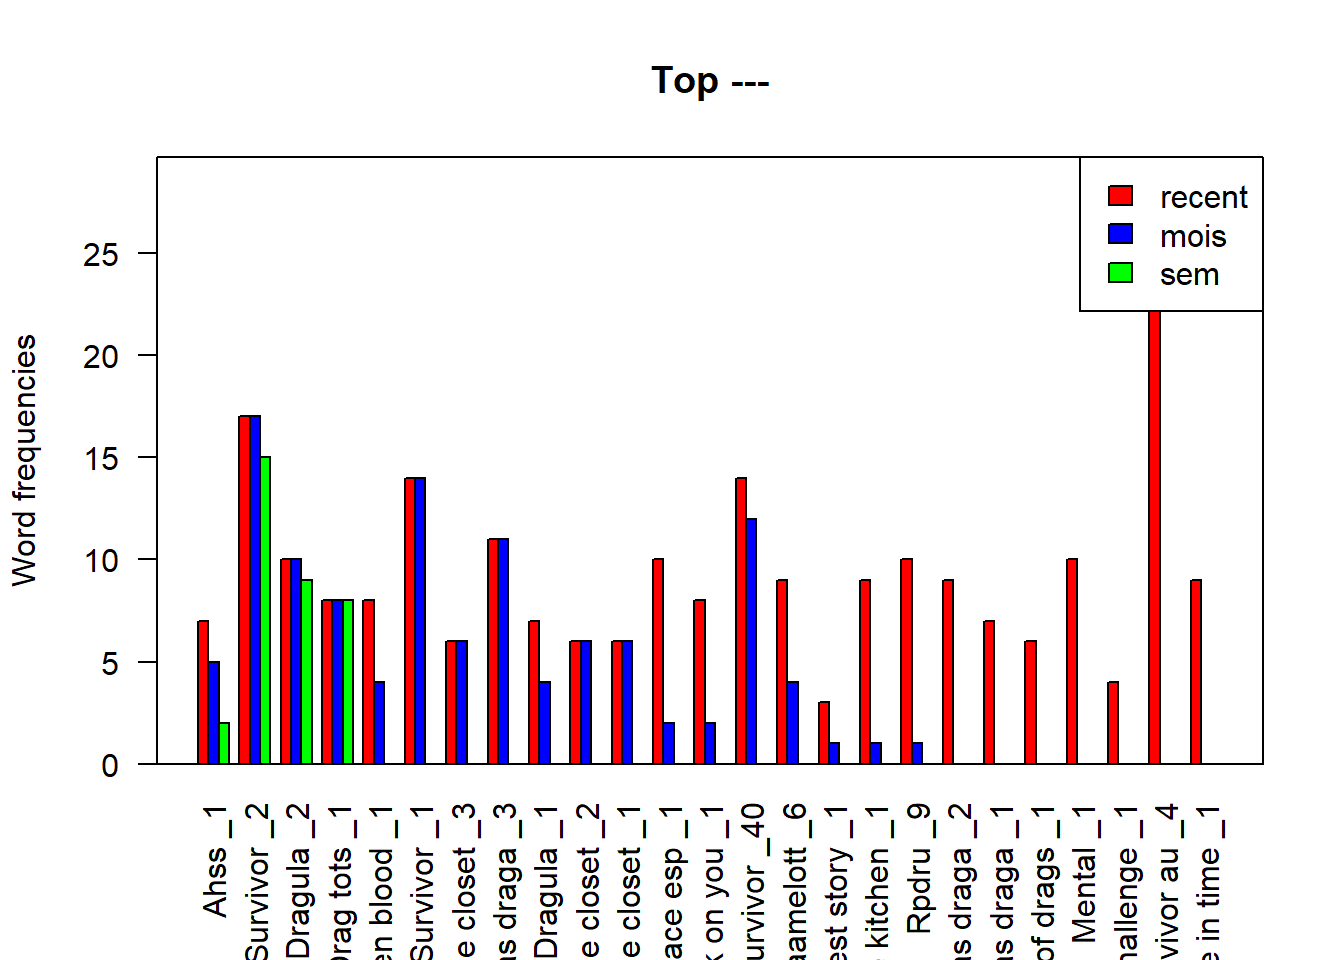 Top ---
recent
mois
sem
Word frequencies
25
20
15
10
5
0
Ahss _1
Survivor _2
Dragula _2
Drag tots _1
en blood _1
Survivor _1
e closet _3
as draga _3
Dragula _1
e closet _2
e closet _1
ace esp _1
k on you _1
urvivor _40
aamelott _6
est story _1
kitchen _1
Rpdru _9
as draga _2
as draga _1
of drags _1
Mental _1
hallenge _1
vivor au _4
e in time _1